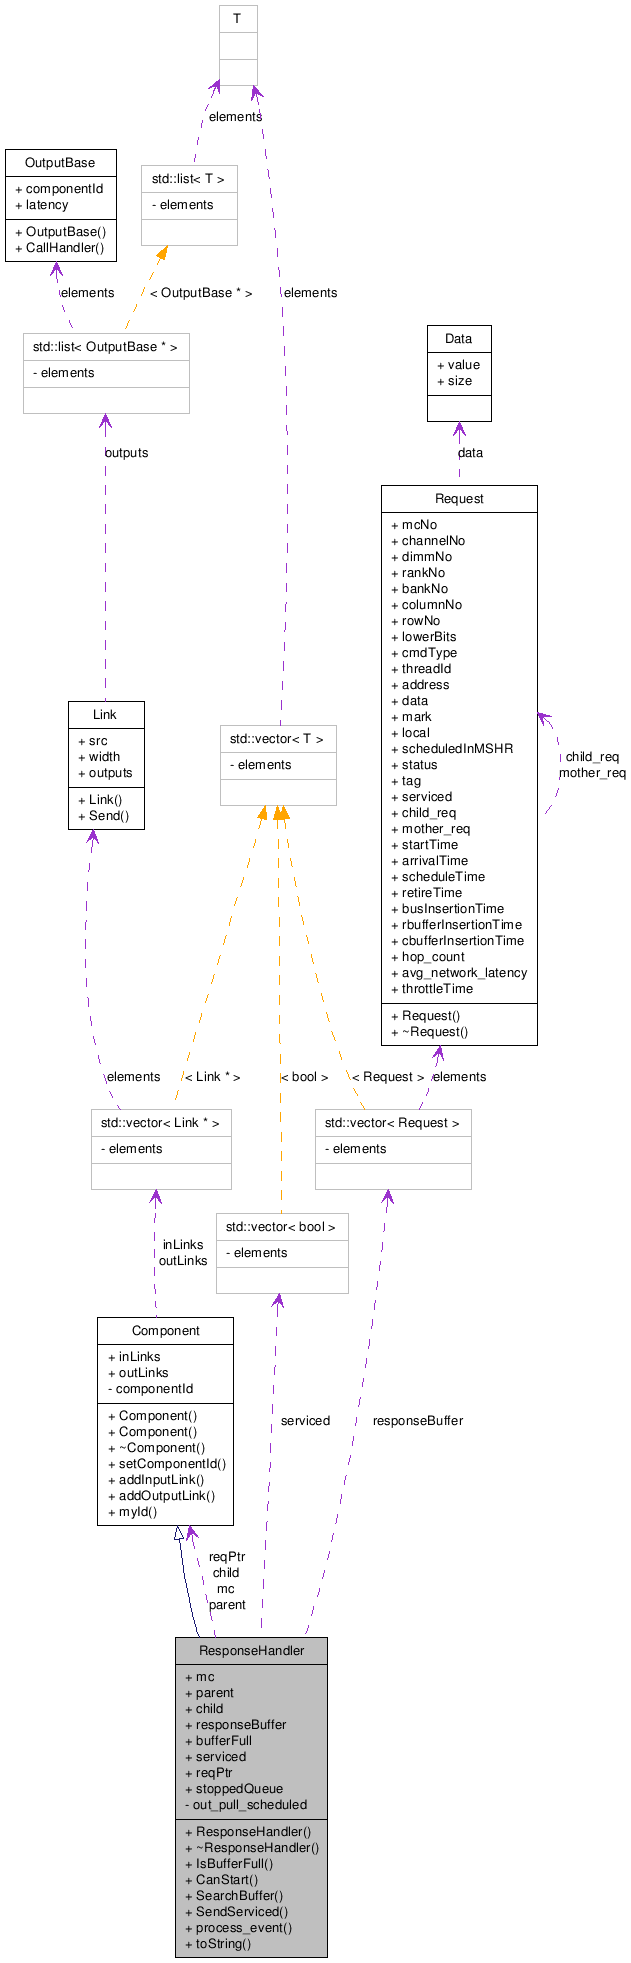 T
elements
OutputBase
+ componentId
+ latency
+ OutputBase()
+ CallHandler()
std::list< T >
- elements
elements
< OutputBase * >
elements
std::list< OutputBase * >
- elements
Data
+ value
+ size
outputs
data
Request
+ mcNo
+ channelNo
+ dimmNo
+ rankNo
+ bankNo
+ columnNo
+ rowNo
+ lowerBits
+ cmdType
+ threadId
+ address
+ data
+ mark
+ local
+ scheduledInMSHR
+ status
+ tag
+ serviced
+ child_req
+ mother_req
+ startTime
+ arrivalTime
+ scheduleTime
+ retireTime
+ busInsertionTime
+ rbufferInsertionTime
+ cbufferInsertionTime
+ hop_count
+ avg_network_latency
+ throttleTime
+ Request()
+ ~Request()
child_req
mother_req
Link
+ src
+ width
+ outputs
+ Link()
+ Send()
std::vector< T >
- elements
elements
< Link * >
< bool >
< Request >
elements
std::vector< Link * >
- elements
std::vector< Request >
- elements
std::vector< bool >
- elements
inLinks
outLinks
Component
+ inLinks
+ outLinks
- componentId
+ Component()
+ Component()
+ ~Component()
+ setComponentId()
+ addInputLink()
+ addOutputLink()
+ myId()
serviced
responseBuffer
reqPtr
child
mc
parent
ResponseHandler
+ mc
+ parent
+ child
+ responseBuffer
+ bufferFull
+ serviced
+ reqPtr
+ stoppedQueue
- out_pull_scheduled
+ ResponseHandler()
+ ~ResponseHandler()
+ IsBufferFull()
+ CanStart()
+ SearchBuffer()
+ SendServiced()
+ process_event()
+ toString()